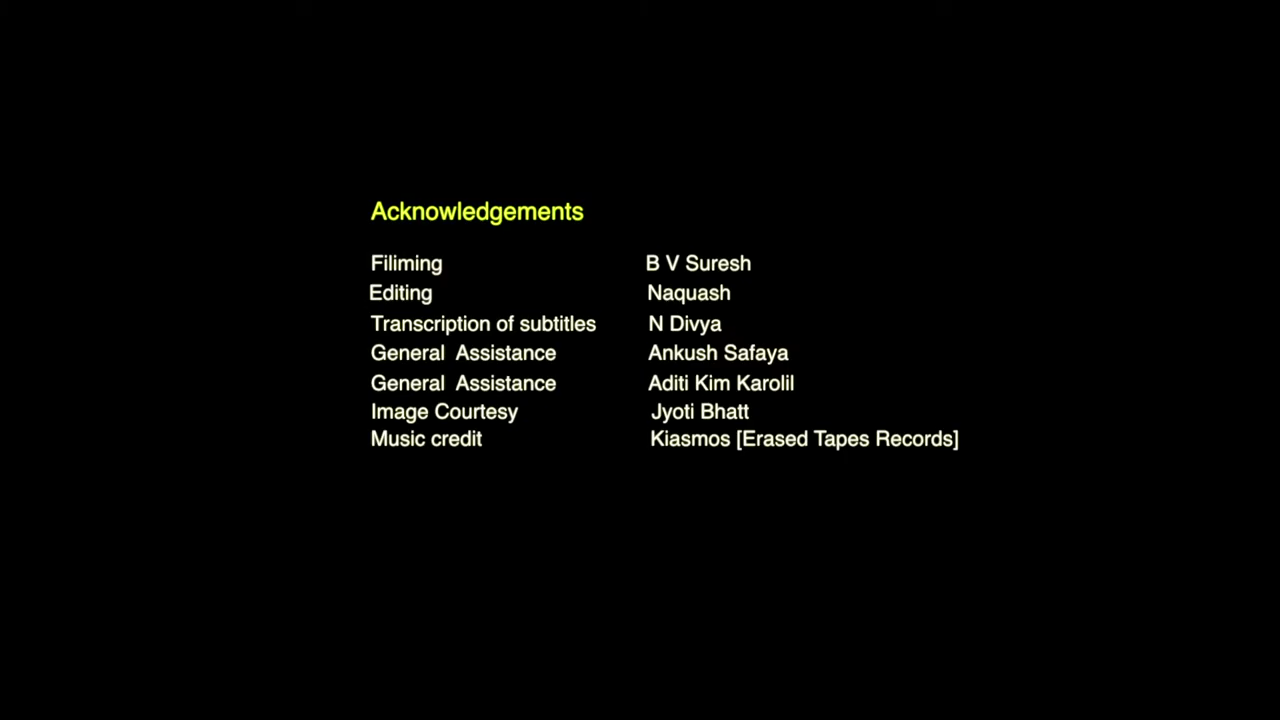 Acknowledgements
Filiming B V Suresh
Editing Naquash
Transcription of subtitles N Divya
General Assistance Ankush Safaya
General Assistance Aditi Kim Karolil
Image Courtesy Jyoti Bhatt
Music credit Kiasmos [Erased Tapes Records]